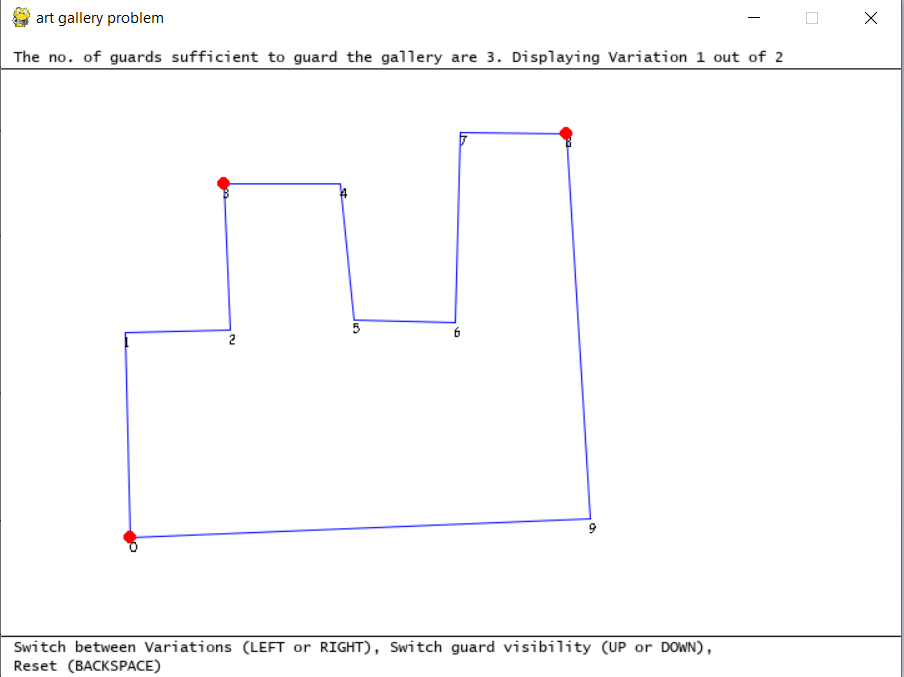 art gallery problem
The no. of guards sufficient to guard the gallery are 3. Displaying Variation 1 out of 2
7
8
3
4
5
6
1
2
9
0
Switch between Variations (LEFT or RIGHT), Switch guard visibility (UP or DOWN),
Reset (BACKSPACE)